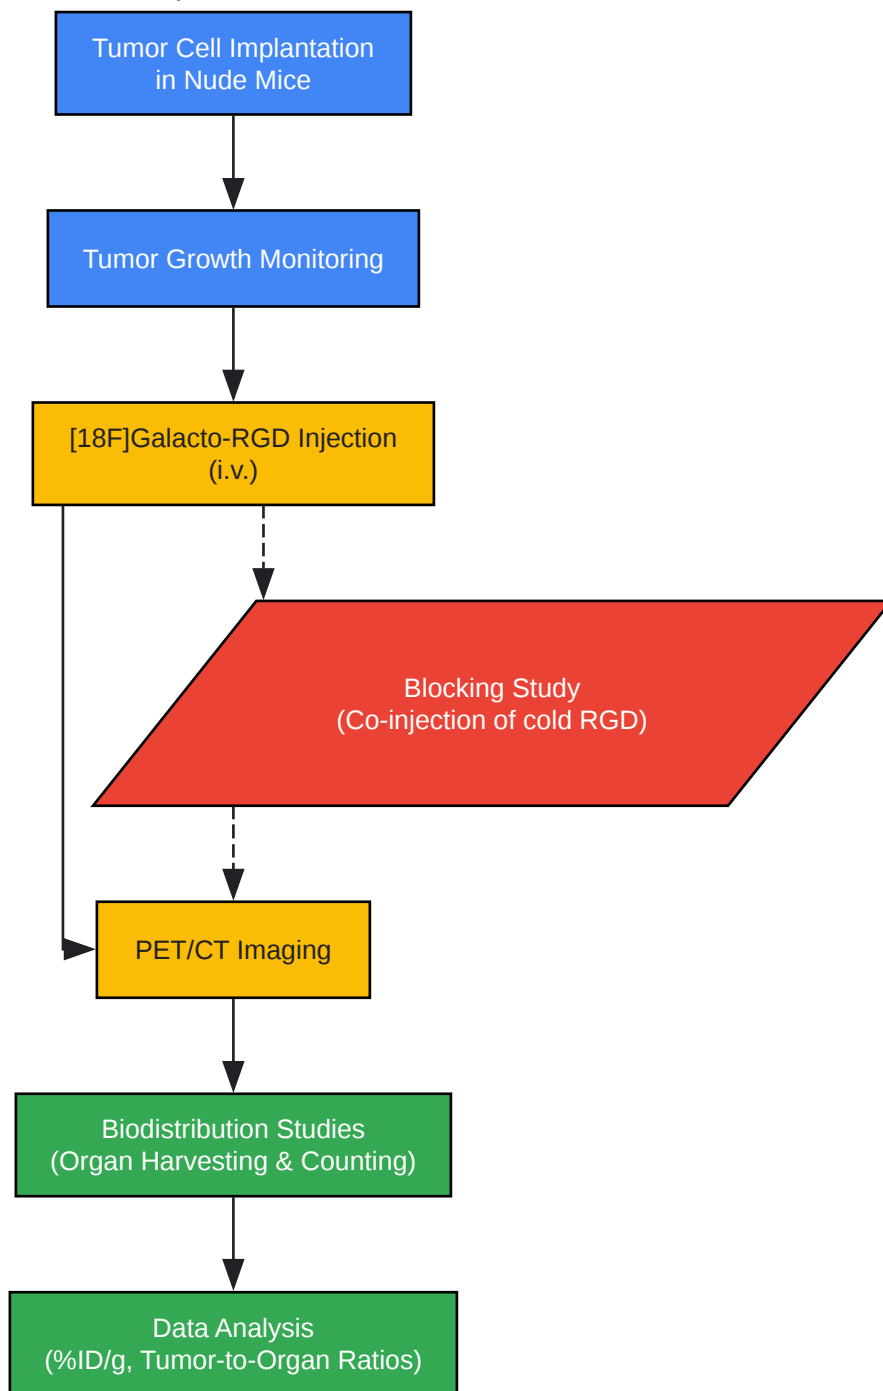 Tumor Cell Implantation
in Nude Mice
Tumor Growth Monitoring
[18F]Galacto-RGD Injection
(i.v.)
Blocking Study
(Co-injection of cold RGD)
PET/CT Imaging
Biodistribution Studies
(Organ Harvesting & Counting)
Data Analysis
(%ID/g, Tumor-to-Organ Ratios)